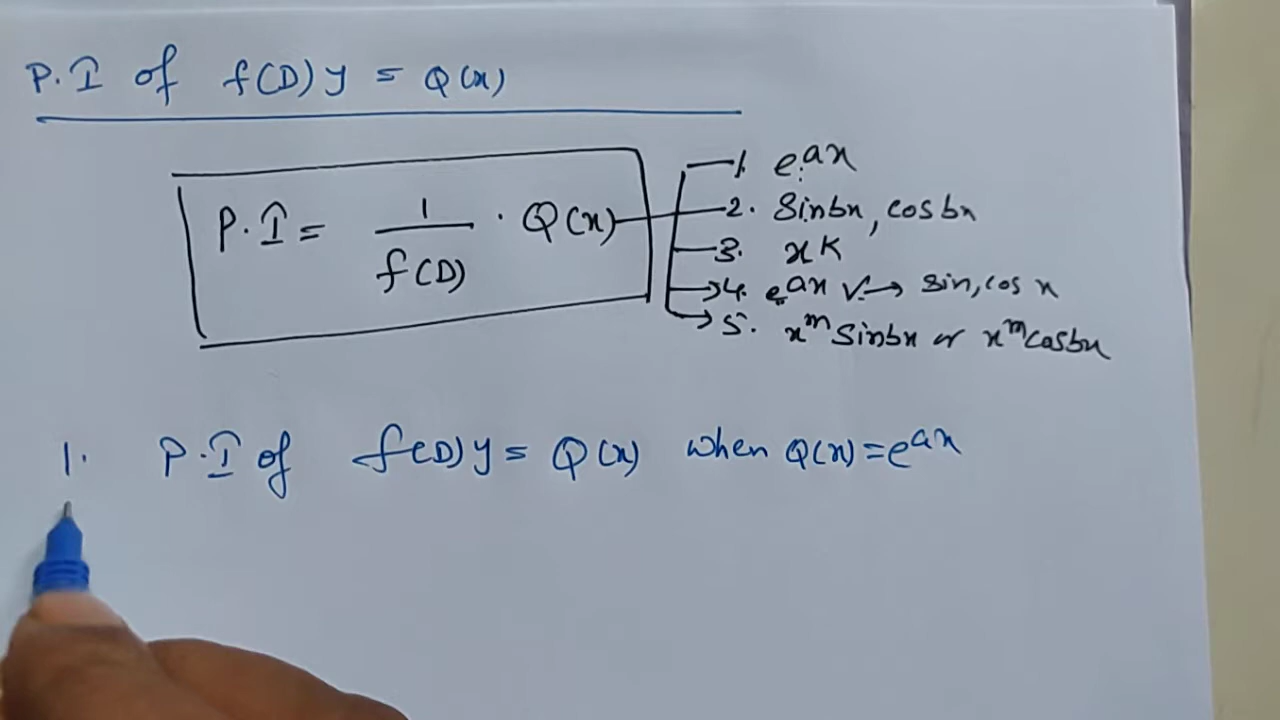 P.I of f(D)y = Q(x)
P.I = 1/f(D) . Q(x)
1. e^ax
2. Sinbx, cosbx
3. x^K
4. e^ax V → sin, cos x
5. x^m Sinbx or x^m cosbx
1. P.I of f(D)y = Q(x) when Q(x) = e^ax